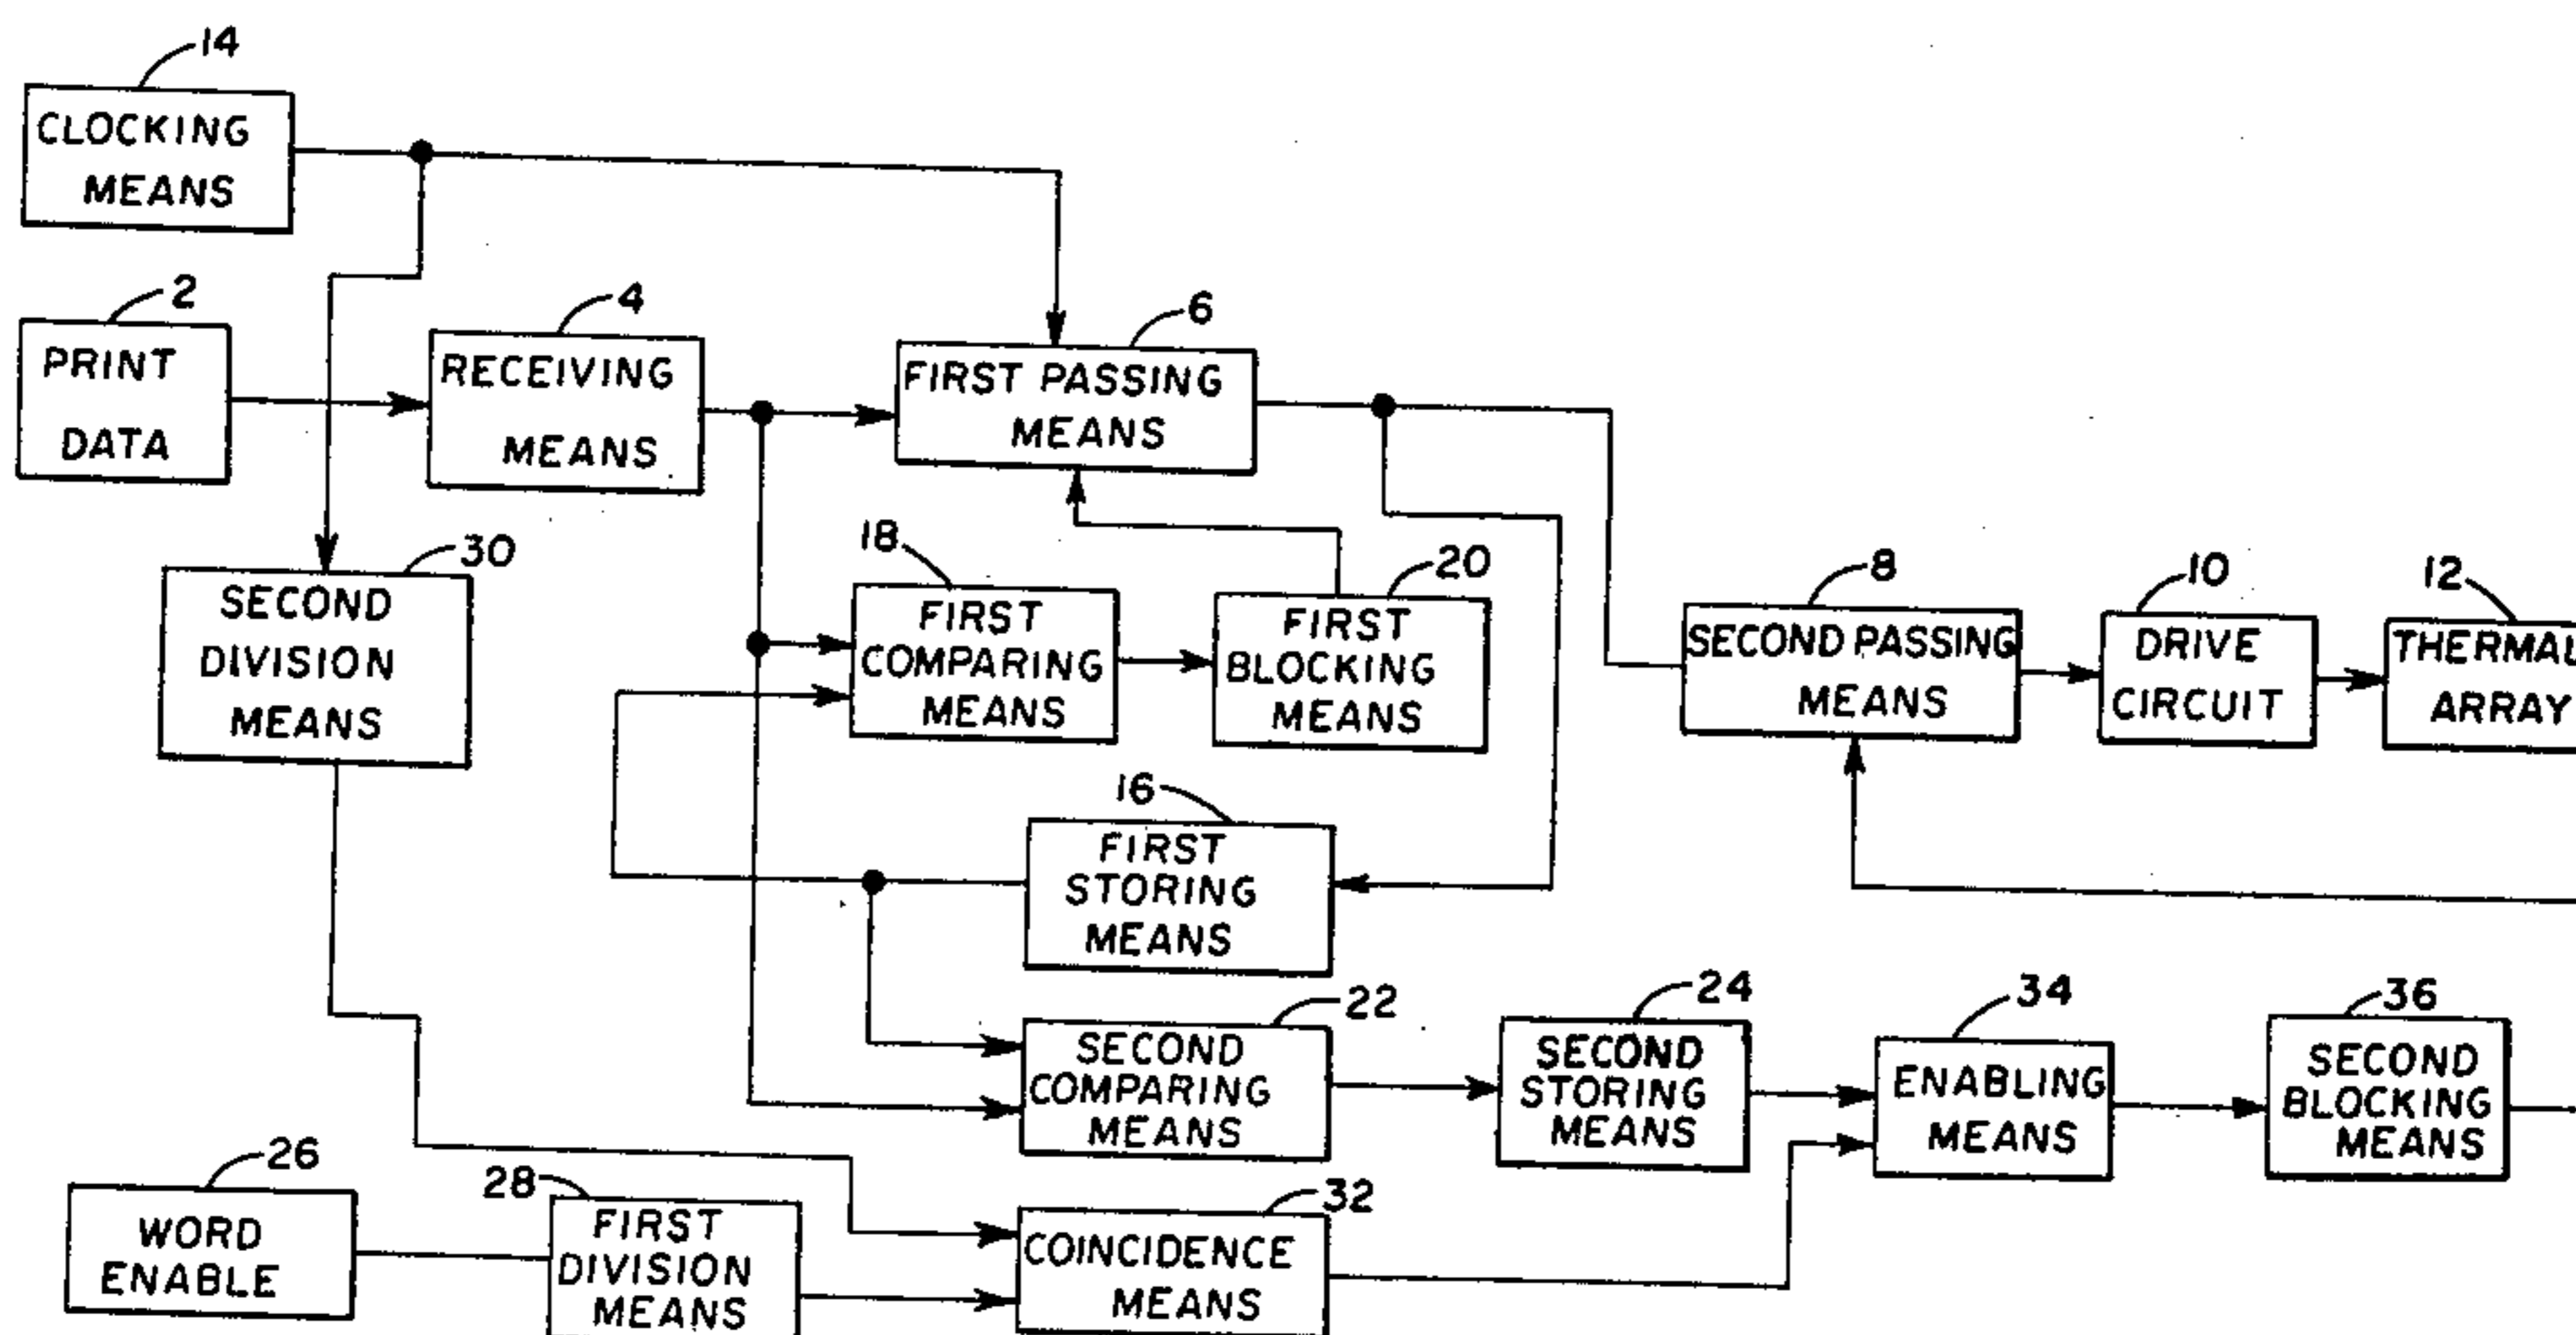 14
CLOCKING
MEANS
2
PRINT
DATA
4
RECEIVING
MEANS
6
FIRST PASSING
MEANS
30
SECOND
DIVISION
MEANS
18
FIRST
COMPARING
MEANS
20
FIRST
BLOCKING
MEANS
8
SECOND PASSING
MEANS
10
DRIVE
CIRCUIT
12
THERMAL
ARRAY
16
FIRST
STORING
MEANS
22
SECOND
COMPARING
MEANS
24
SECOND
STORING
MEANS
34
ENABLING
MEANS
36
SECOND
BLOCKING
MEANS
26
WORD
ENABLE
28
FIRST
DIVISION
MEANS
32
COINCIDENCE
MEANS